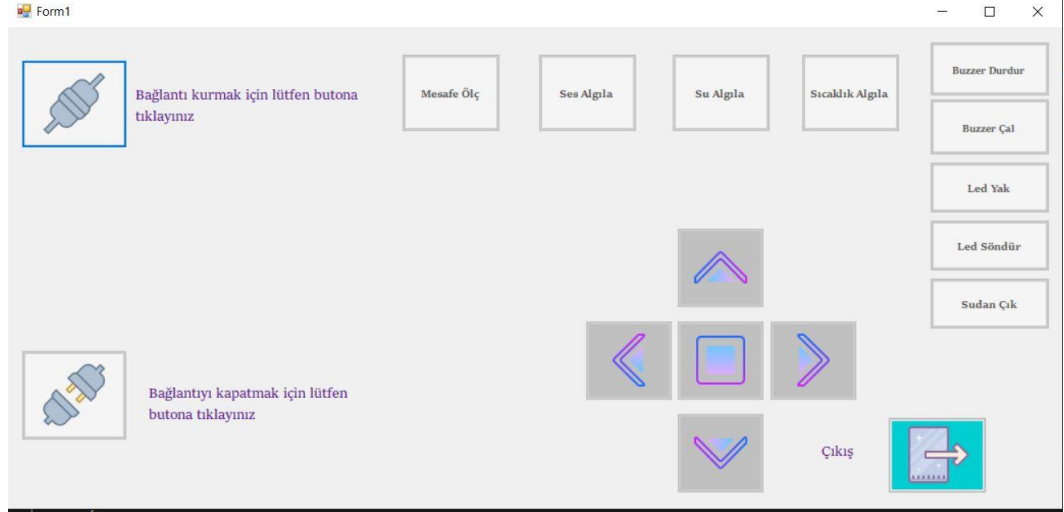 Form1
Bağlantı kurmak için lütfen butona
tıklayınız
Mesafe Ölç
Ses Algıla
Su Algıla
Sıcaklık Algıla
Buzzer Durdur
Buzzer Çal
Led Yak
Led Söndür
Sudan Çık
Bağlantıyı kapatmak için lütfen
butona tıklayınız
Çıkış